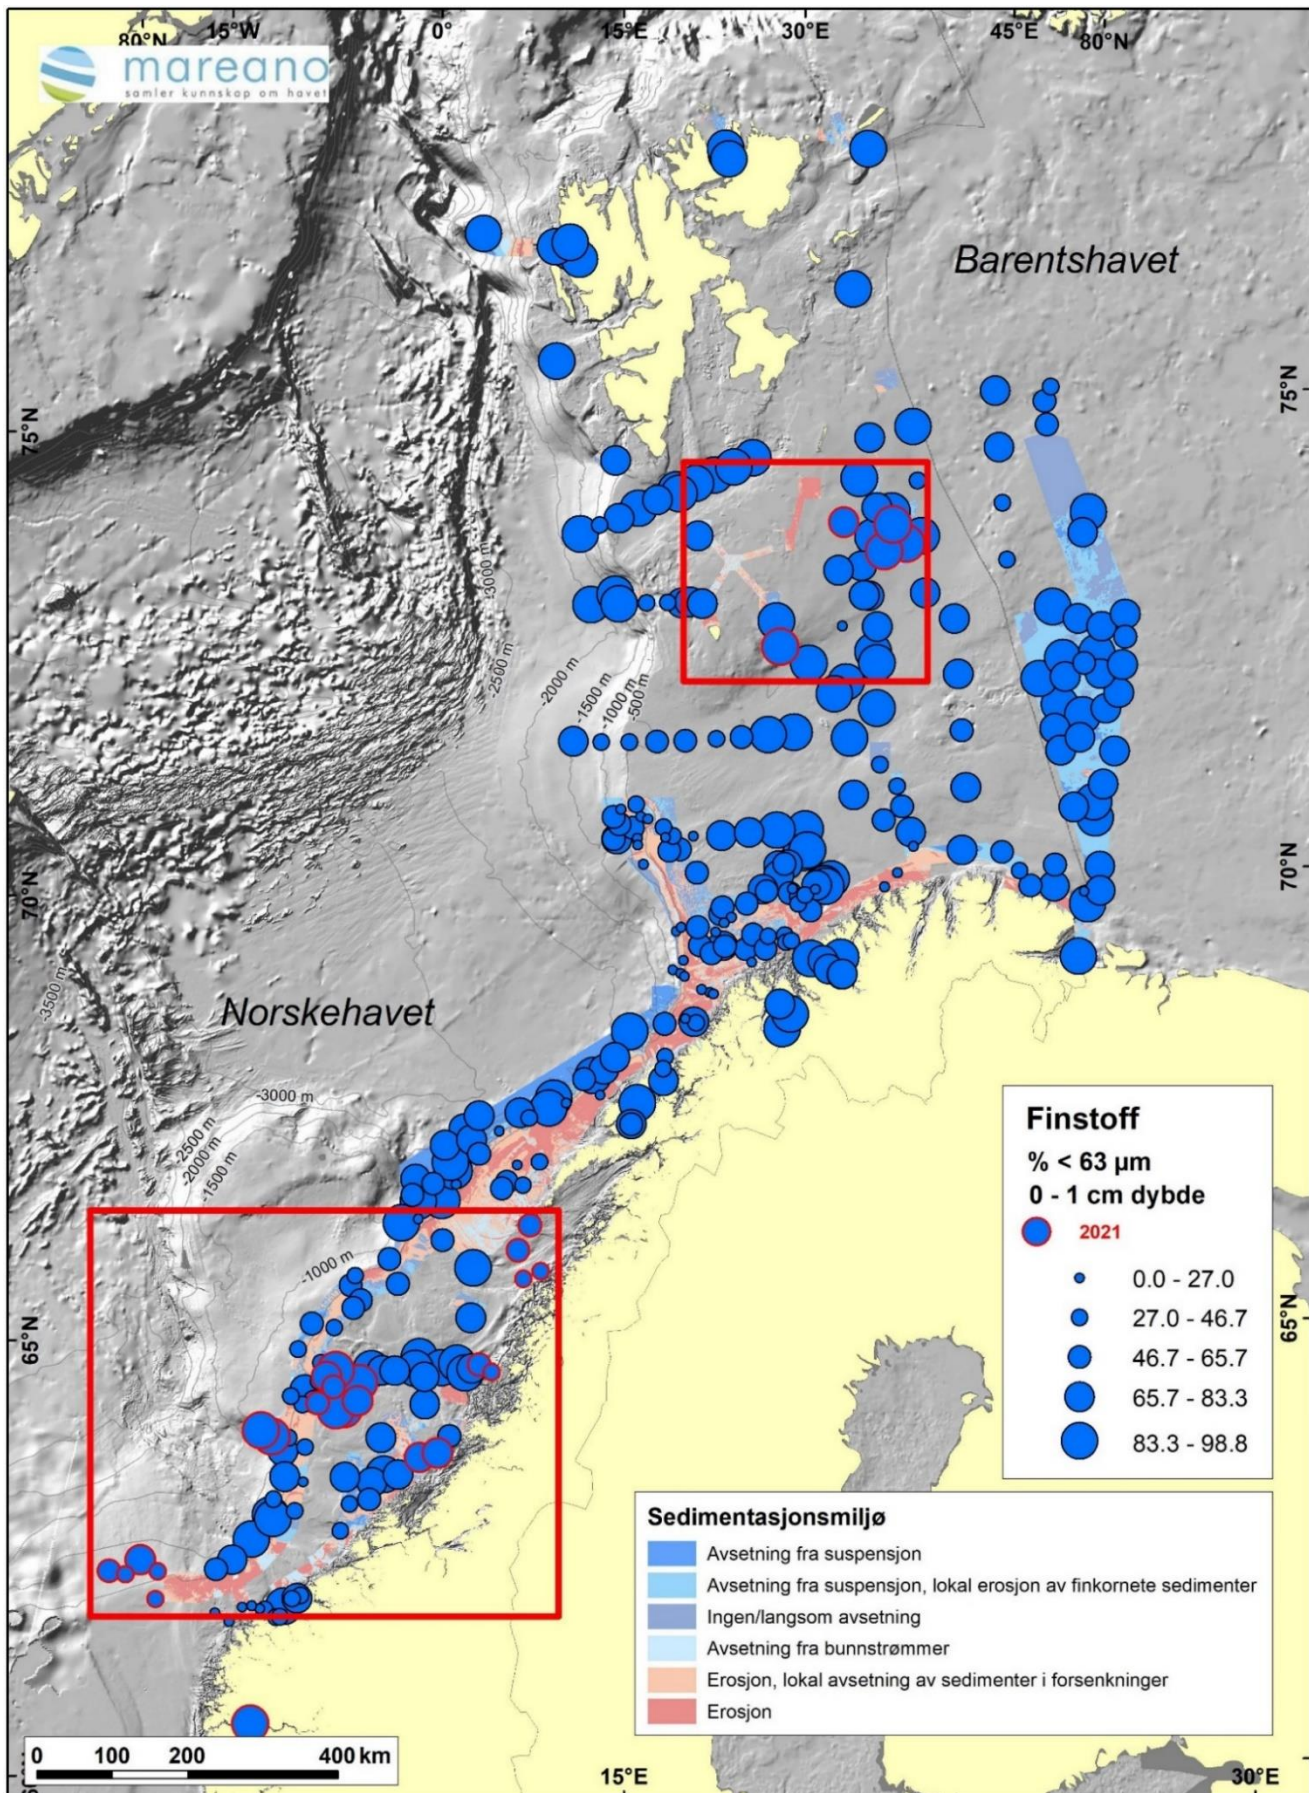 80°N
15°W
0°
15°E
30°E
45°E
80°N
mareano
samler kunnskap om havet
Barentshavet
75°N
75°N
-3000 m
-2500 m
-2000 m
-1500 m
-1000 m
-500 m
70°N
70°N
-3500 m
Norskehavet
-3000 m
-2500 m
-2000 m
-1500 m
-1000 m
65°N
65°N
Finstoff
% < 63 µm
0 - 1 cm dybde
2021
0.0 - 27.0
27.0 - 46.7
46.7 - 65.7
65.7 - 83.3
83.3 - 98.8
Sedimentasjonsmiljø
Avsetning fra suspensjon
Avsetning fra suspensjon, lokal erosjon av finkornete sedimenter
Ingen/langsom avsetning
Avsetning fra bunnstrømmer
Erosjon, lokal avsetning av sedimenter i forsenkninger
Erosjon
0 100 200 400 km
15°E
30°E